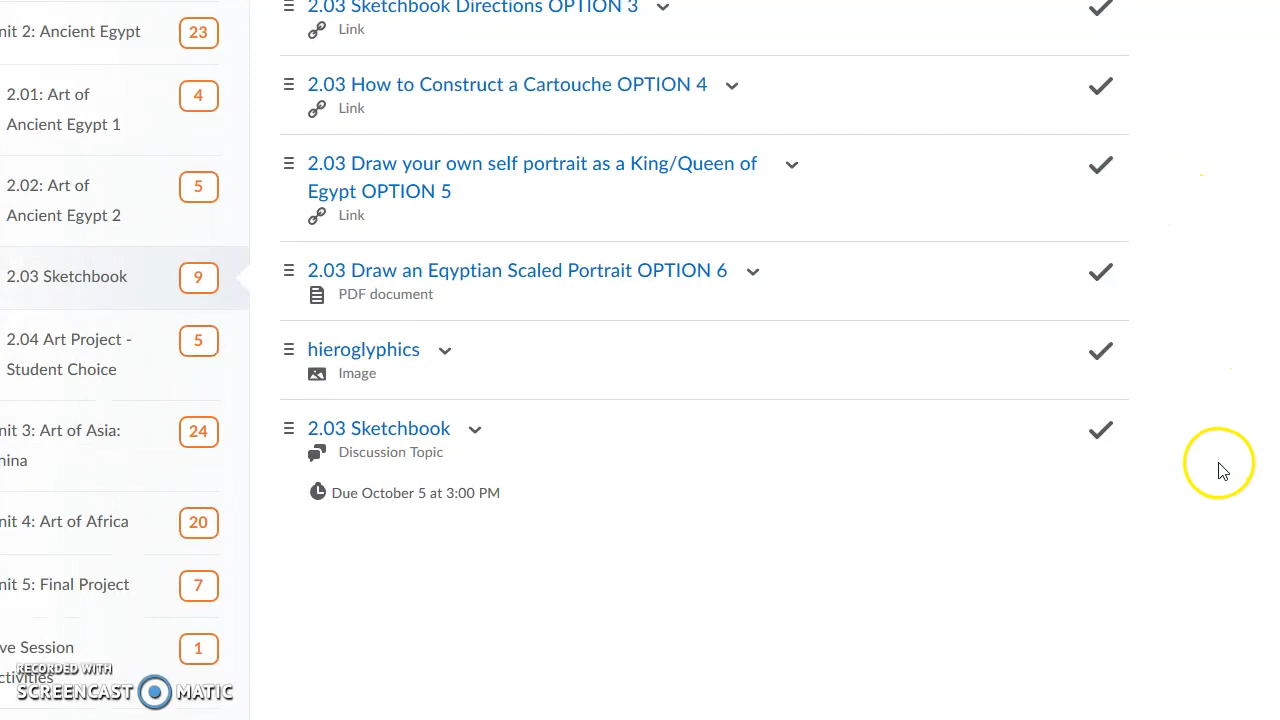 nit 2: Ancient Egypt
23
2.01: Art of
Ancient Egypt 1
4
2.02: Art of
Ancient Egypt 2
5
2.03 Sketchbook
9
2.04 Art Project -
Student Choice
5
nit 3: Art of Asia:
hina
24
nit 4: Art of Africa
20
nit 5: Final Project
7
ve Session
ctivities
1
RECORDED WITH
SCREENCAST MATIC
2.03 Sketchbook Directions OPTION 3
Link
2.03 How to Construct a Cartouche OPTION 4
Link
2.03 Draw your own self portrait as a King/Queen of
Egypt OPTION 5
Link
2.03 Draw an Eqyptian Scaled Portrait OPTION 6
PDF document
hieroglyphics
Image
2.03 Sketchbook
Discussion Topic
Due October 5 at 3:00 PM